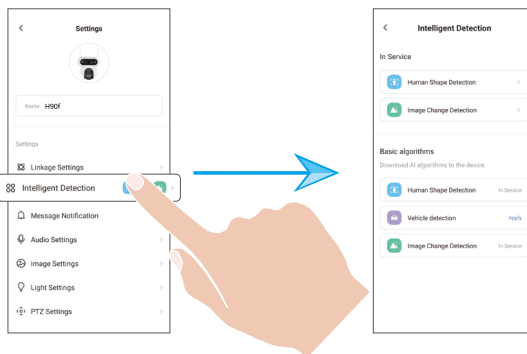 Settings
Name H90f
Settings
Linkage Settings
Intelligent Detection
Message Notification
Audio Settings
Image Settings
Light Settings
PTZ Settings
Intelligent Detection
In Service
Human Shape Detection
Image Change Detection
Basic algorithms
Download AI algorithms to the device.
Human Shape Detection In Service
Vehicle detection Apply
Image Change Detection In Service